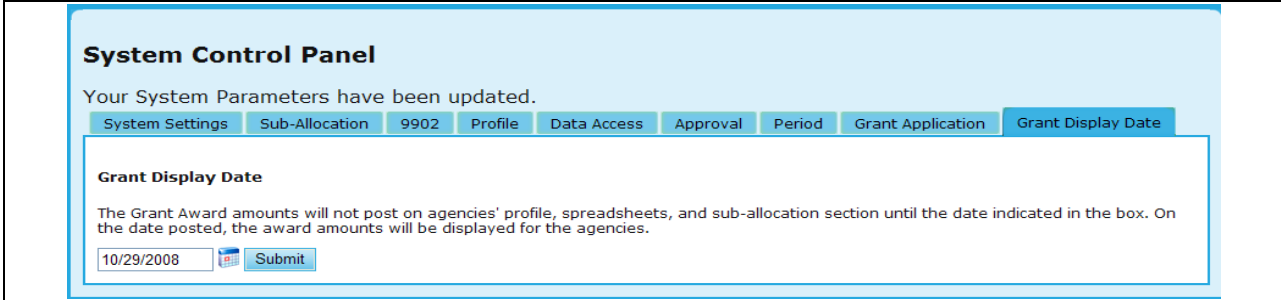 System Control Panel
Your System Parameters have been updated.
System Settings Sub-Allocation 9902 Profile Data Access Approval Period Grant Application Grant Display Date
Grant Display Date
The Grant Award amounts will not post on agencies' profile, spreadsheets, and sub-allocation section until the date indicated in the box. On
the date posted, the award amounts will be displayed for the agencies.
10/29/2008 Submit